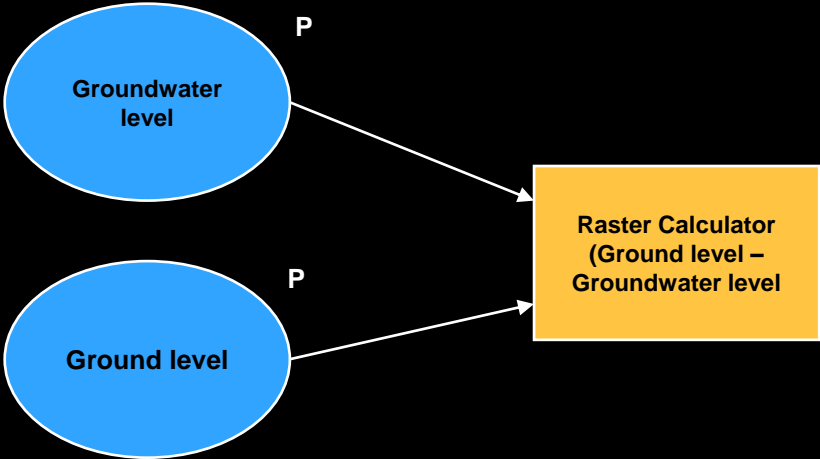 P
Groundwater
level
Raster Calculator
(Ground level –
Groundwater level
P
Ground level